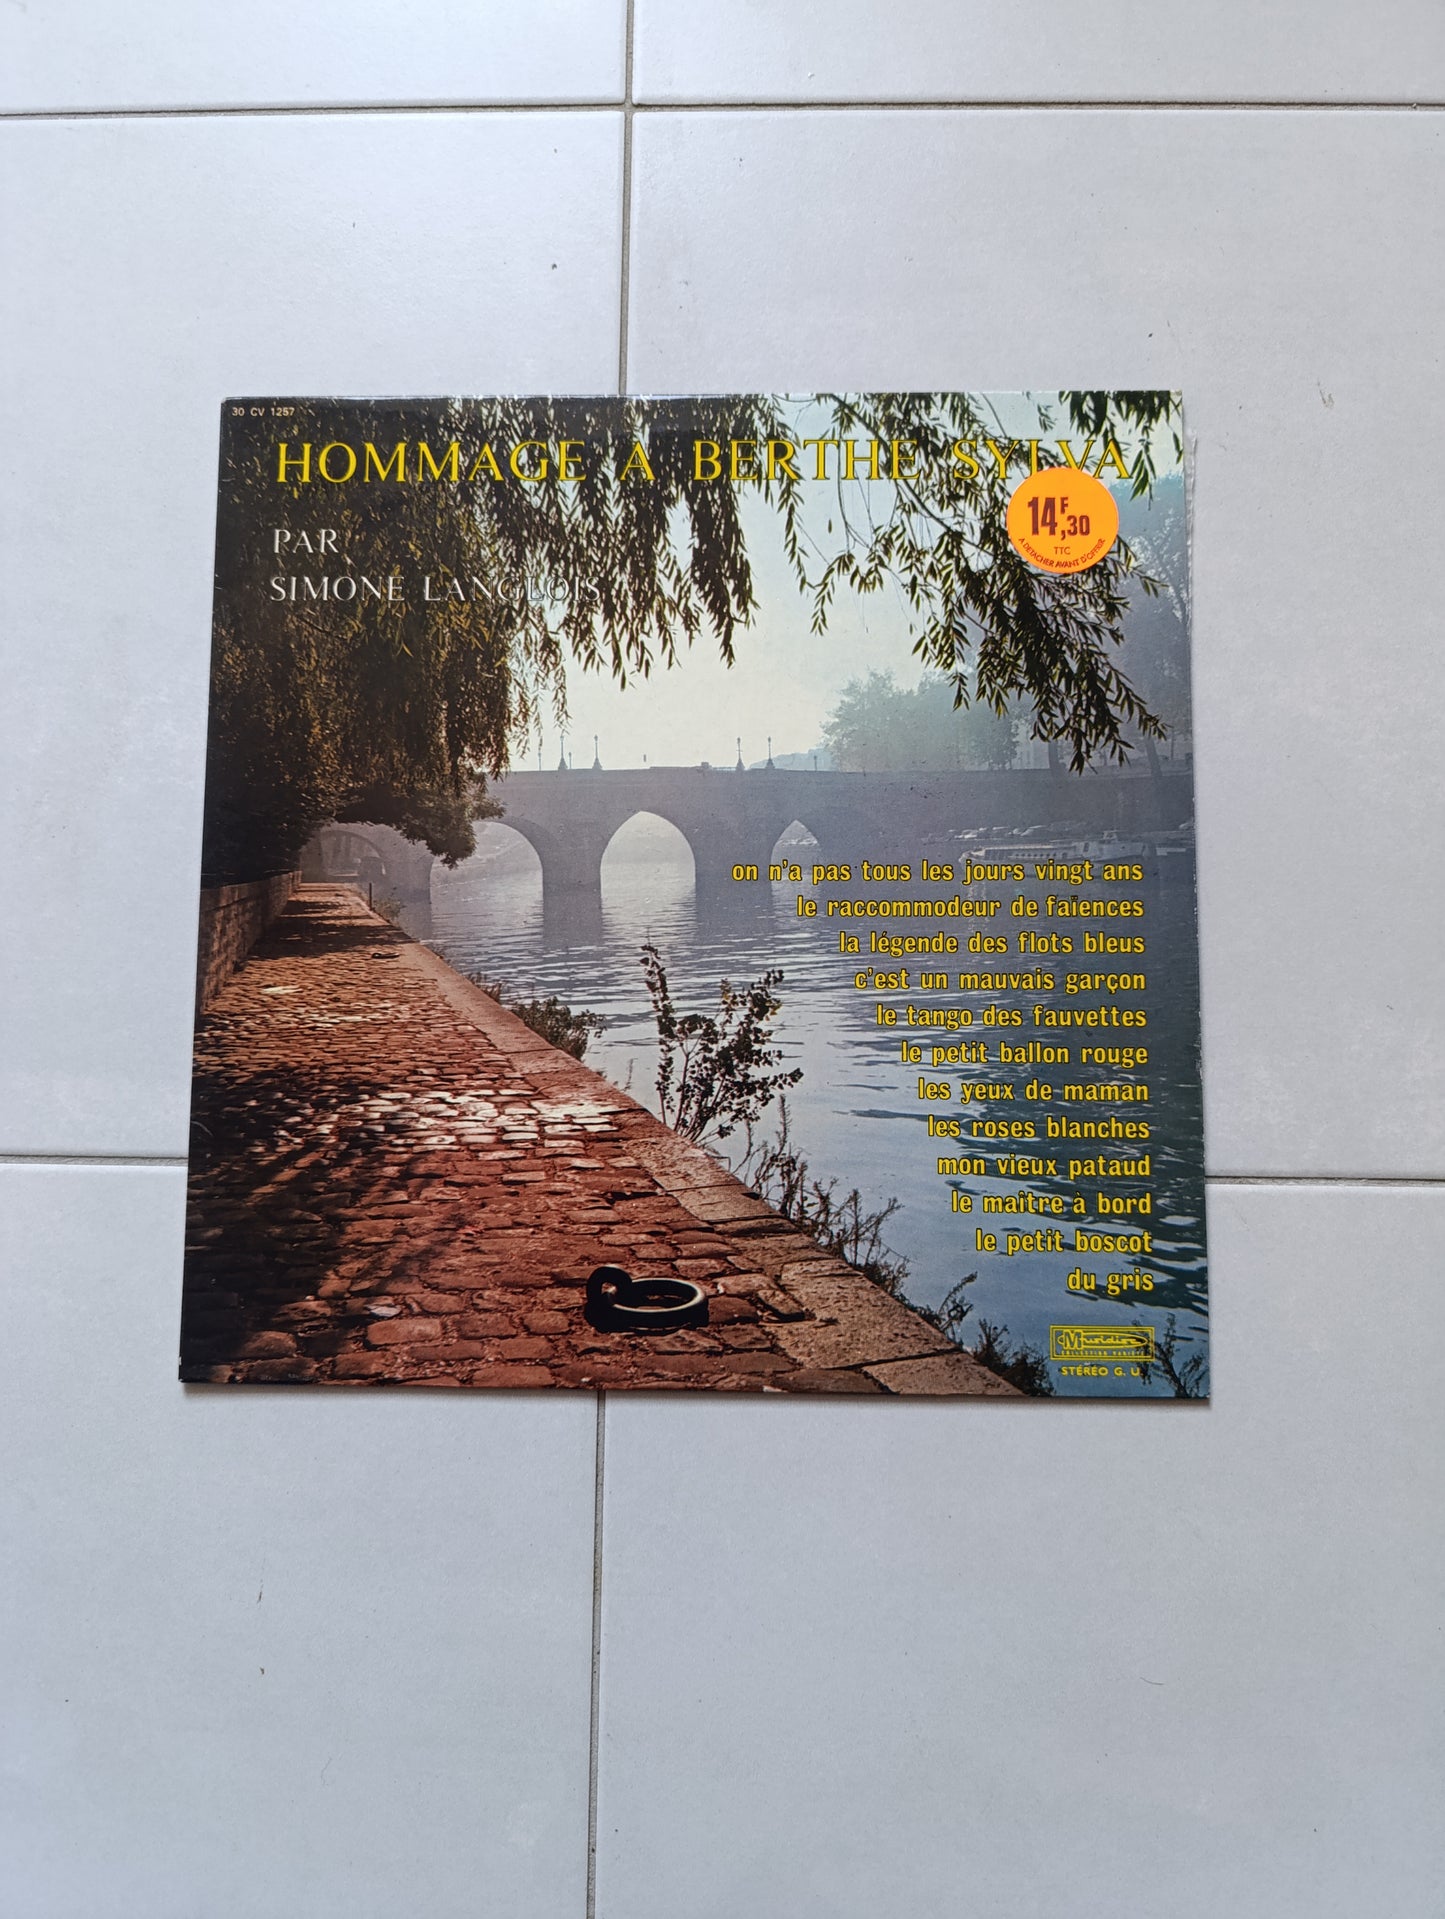 30 CV 1257
HOMMAGE A BERTHE SYLVA
PAR
SIMONE LANGLOIS
14F,30
TTC
A DETACHER AVANT D'OFFRIR
on n'a pas tous les jours vingt ans
le raccommodeur de faïences
la légende des flots bleus
c'est un mauvais garçon
le tango des fauvettes
le petit ballon rouge
les yeux de maman
les roses blanches
mon vieux pataud
le maître à bord
le petit boscot
du gris
Musidisc
COLLECTION VARIÉTÉ
STÉRÉO G. U.